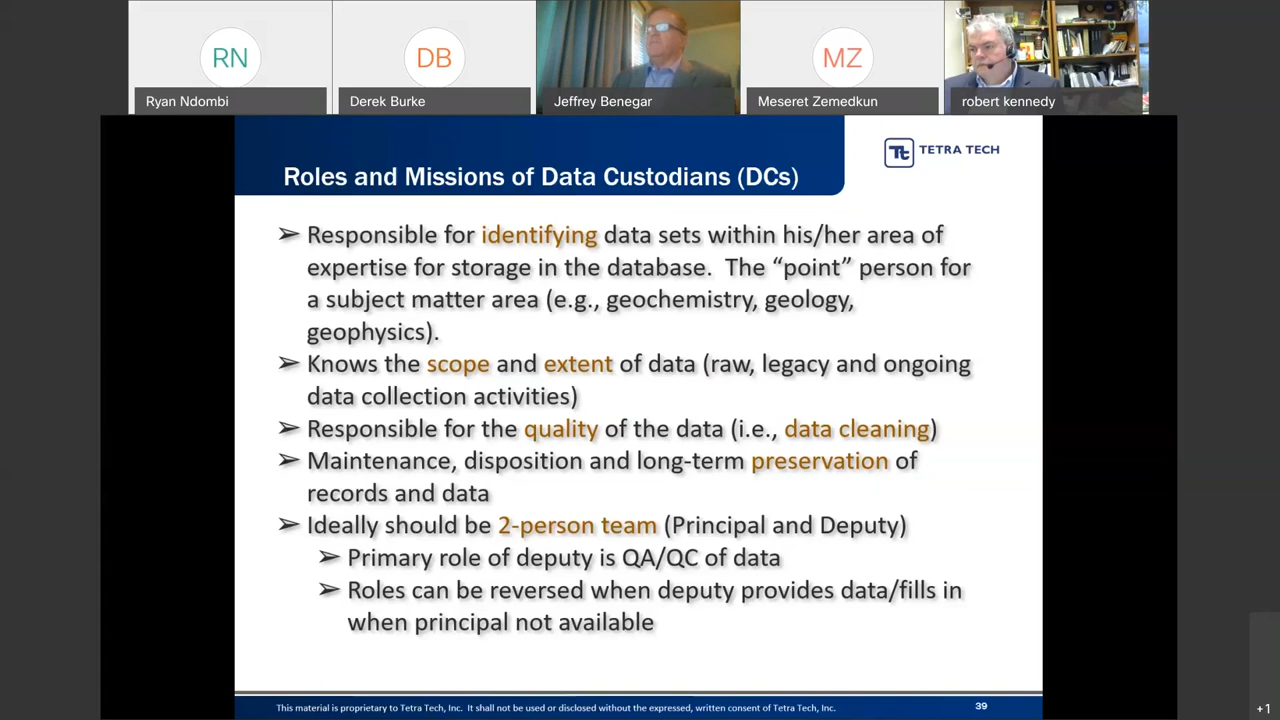 RN
DB
MZ
Ryan Ndombi
Derek Burke
Jeffrey Benegar
Meseret Zemedkun
robert kennedy
Tt TETRA TECH
Roles and Missions of Data Custodians (DCs)
➢ Responsible for identifying data sets within his/her area of
expertise for storage in the database. The “point” person for
a subject matter area (e.g., geochemistry, geology,
geophysics).
➢ Knows the scope and extent of data (raw, legacy and ongoing
data collection activities)
➢ Responsible for the quality of the data (i.e., data cleaning)
➢ Maintenance, disposition and long-term preservation of
records and data
➢ Ideally should be 2-person team (Principal and Deputy)
➢ Primary role of deputy is QA/QC of data
➢ Roles can be reversed when deputy provides data/fills in
when principal not available
This material is proprietary to Tetra Tech, Inc. It shall not be used or disclosed without the expressed, written consent of Tetra Tech, Inc.
39
+1